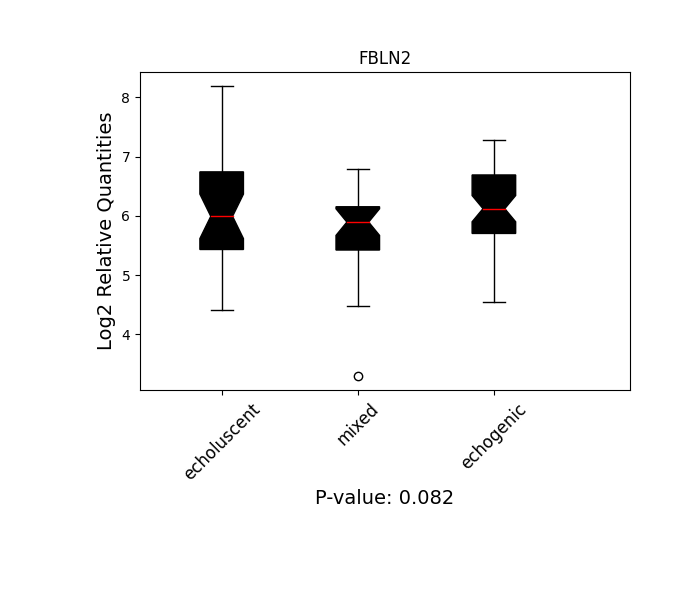 FBLN2
Log2 Relative Quantities
8
7
6
5
4
echoluscent
mixed
echogenic
P-value: 0.082